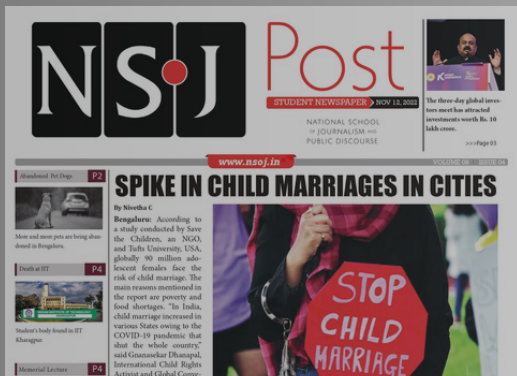 NSJ
Post
STUDENT NEWSPAPER
NOV 12, 2022
NATIONAL SCHOOL
OF JOURNALISM AND
PUBLIC DISCOURSE
The three-day global inves-
tors meet has attracted
investments worth Rs. 10
lakh crore.
>>>Page 03
www.nsoj.in
VOLUME 08
ISSUE 04
Abandoned Pet Dogs
P2
More and more pets are being aban-
doned in Bengaluru.
Death at IIT
P4
Student's body found in IIT
Kharagpur.
Memorial Lecture
P4
SPIKE IN CHILD MARRIAGES IN CITIES
By Nivetha C
Bengaluru: According to
a study conducted by Save
the Children, an NGO,
and Tufts University, USA,
globally 90 million ado-
lescent females face the
risk of child marriage. The
main reasons mentioned in
the report are poverty and
food shortages. "In India,
child marriage increased in
various States owing to the
COVID-19 pandemic that
shut the whole country,"
said Gnanasekar Dhanapal,
International Child Rights
Activist and Global
STOP
CHILD
MARRIAGE